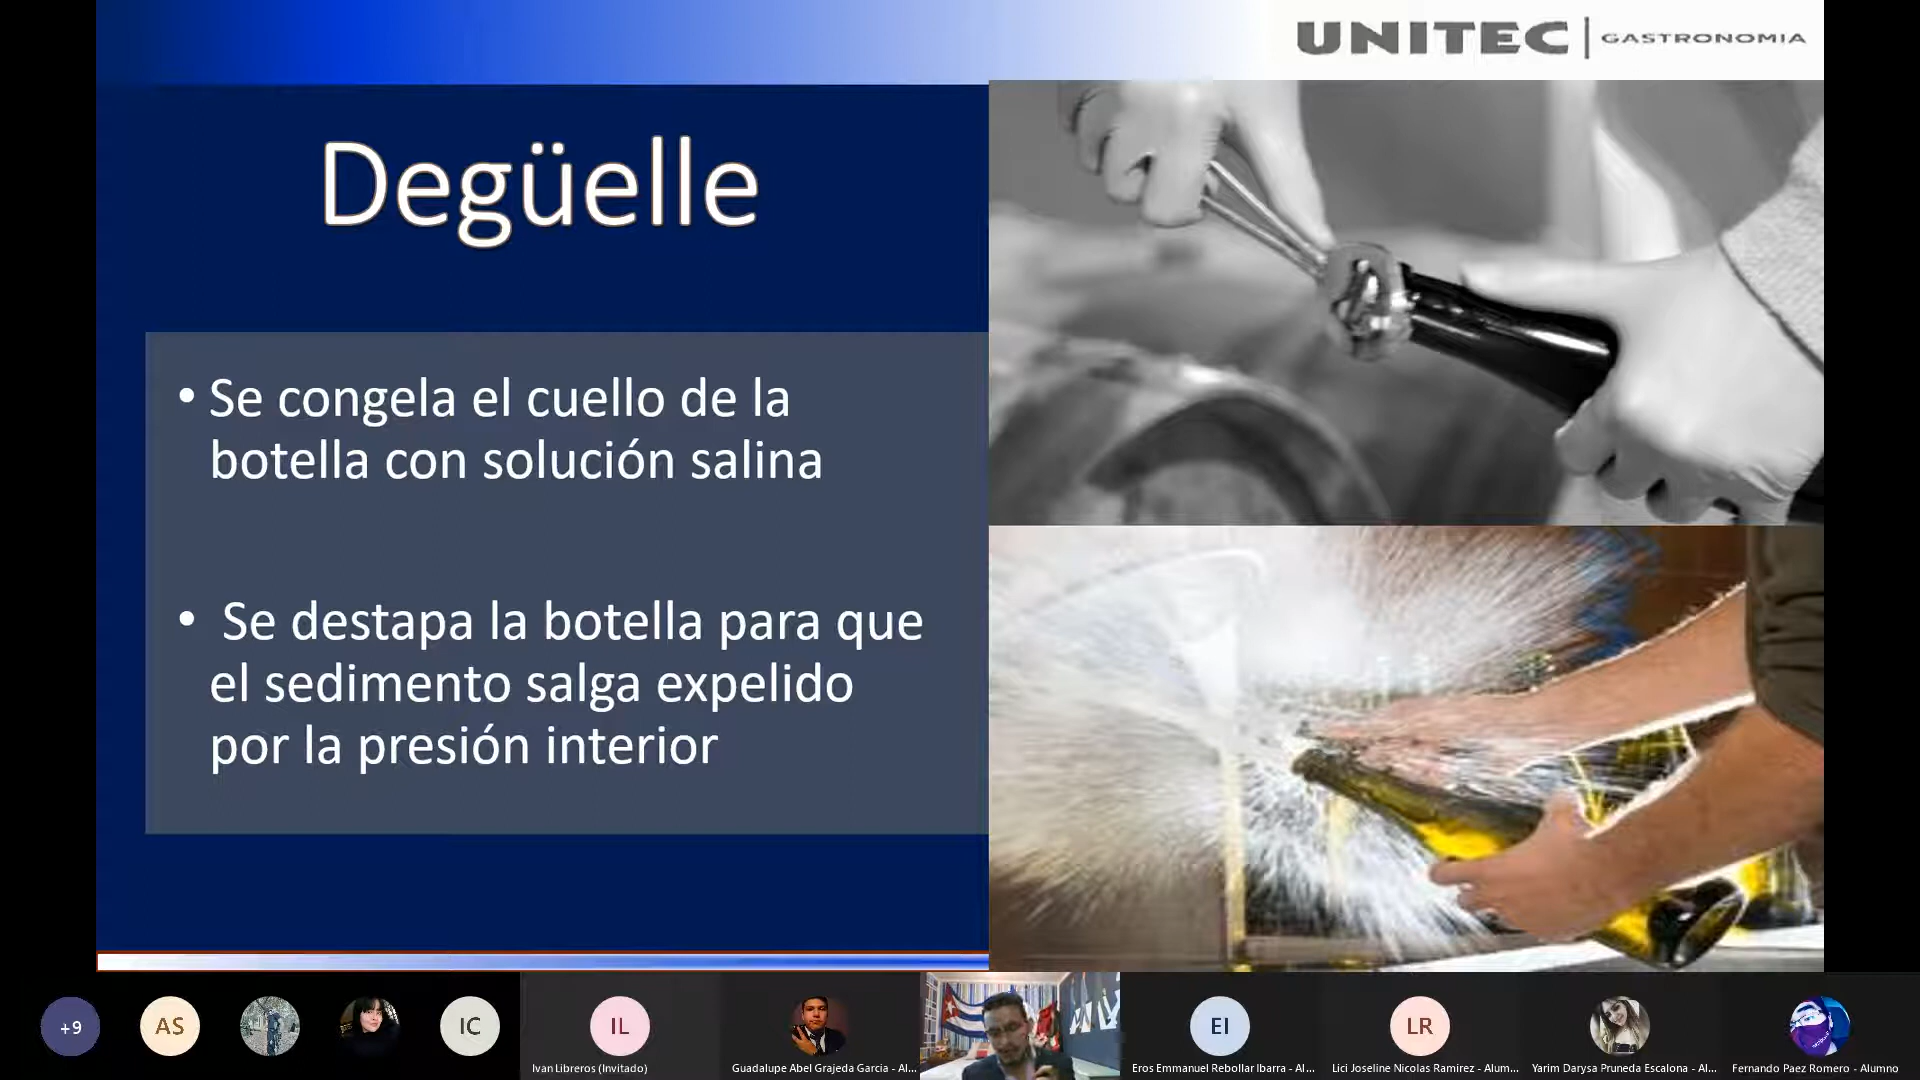 UNITEC | GASTRONOMIA
Degüelle
• Se congela el cuello de la
botella con solución salina
• Se destapa la botella para que
el sedimento salga expelido
por la presión interior
+9
AS
IC
IL
EI
LR
Ivan Libreros (Invitado)
Guadalupe Abel Grajeda Garcia - Al...
Eros Emmanuel Rebollar Ibarra - Al...
Lici Joseline Nicolas Ramirez - Alum...
Yarim Darysa Pruneda Escalona - Al...
Fernando Paez Romero - Alumno